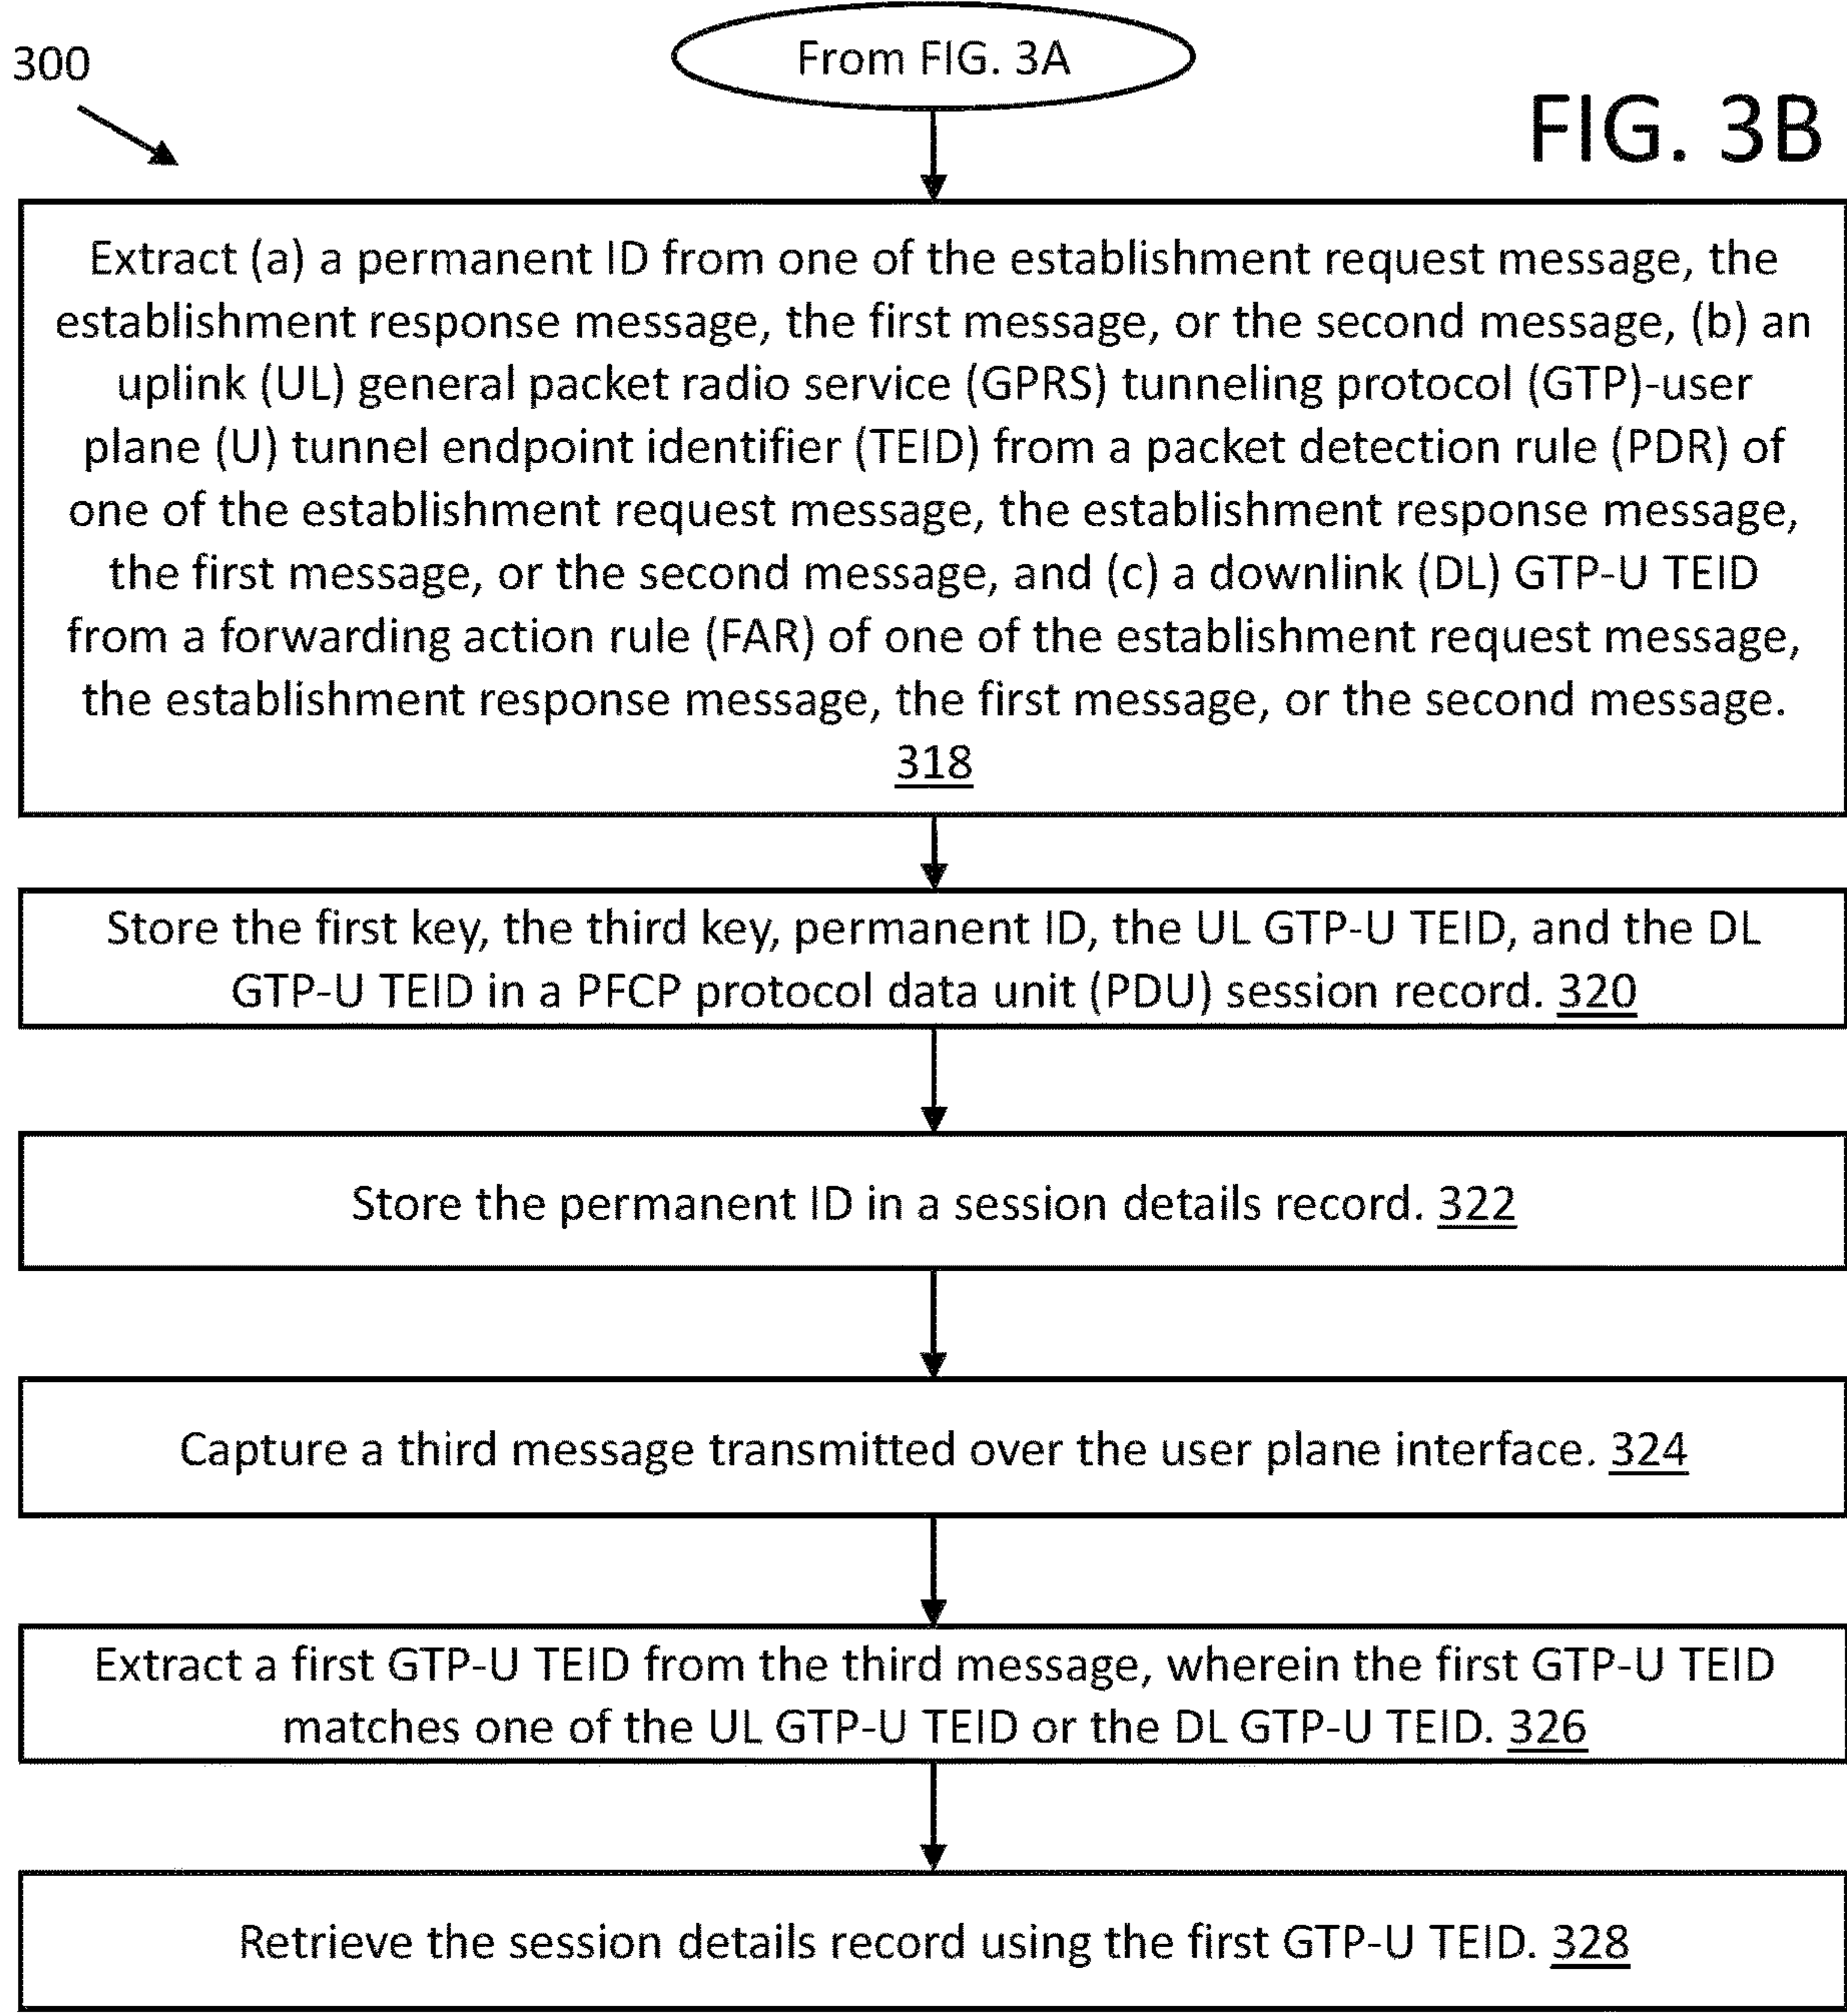 300
From FIG. 3A
FIG. 3B
Extract (a) a permanent ID from one of the establishment request message, the
establishment response message, the first message, or the second message, (b) an
uplink (UL) general packet radio service (GPRS) tunneling protocol (GTP)-user
plane (U) tunnel endpoint identifier (TEID) from a packet detection rule (PDR) of
one of the establishment request message, the establishment response message,
the first message, or the second message, and (c) a downlink (DL) GTP-U TEID
from a forwarding action rule (FAR) of one of the establishment request message,
the establishment response message, the first message, or the second message.
318
Store the first key, the third key, permanent ID, the UL GTP-U TEID, and the DL
GTP-U TEID in a PFCP protocol data unit (PDU) session record. 320
Store the permanent ID in a session details record. 322
Capture a third message transmitted over the user plane interface. 324
Extract a first GTP-U TEID from the third message, wherein the first GTP-U TEID
matches one of the UL GTP-U TEID or the DL GTP-U TEID. 326
Retrieve the session details record using the first GTP-U TEID. 328